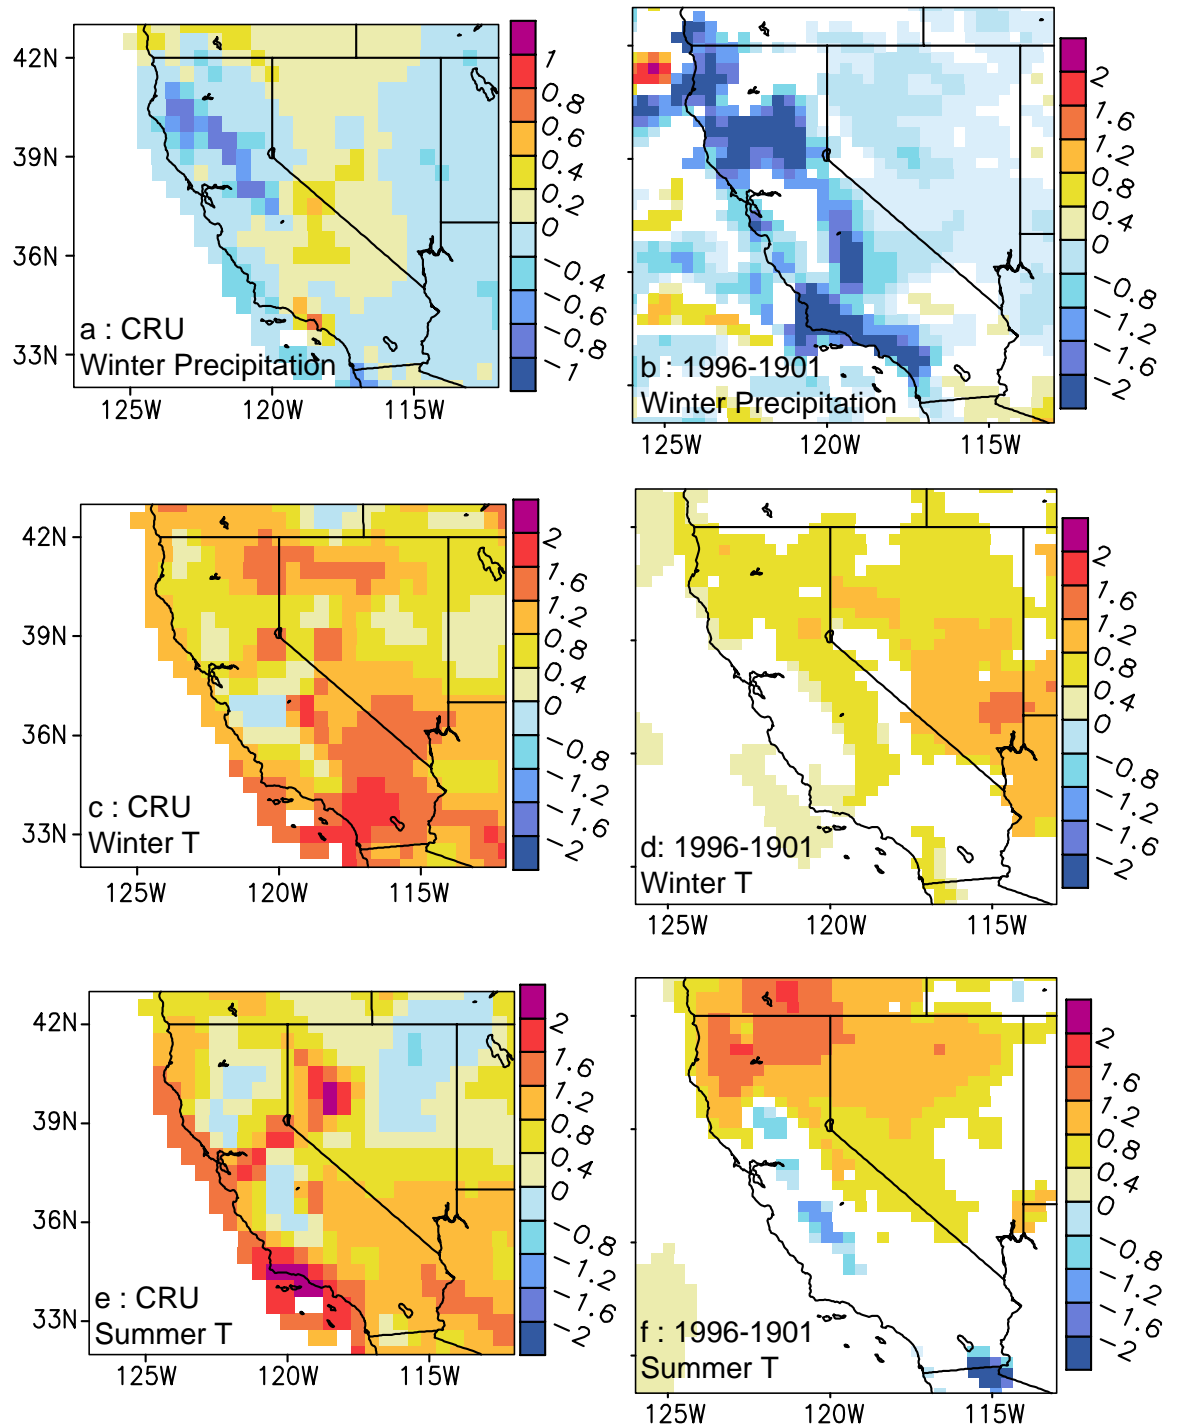 42N
39N
36N
33N
125W 120W 115W
a : CRU
Winter Precipitation
1
0.8
0.6
0.4
0.2
0
−0.4
−0.6
−0.8
−1
b : 1996-1901
Winter Precipitation
125W 120W 115W
2
1.6
1.2
0.8
0.4
0
−0.8
−1.2
−1.6
−2
42N
39N
36N
33N
125W 120W 115W
c : CRU
Winter T
2
1.6
1.2
0.8
0.4
0
−0.8
−1.2
−1.6
−2
d: 1996-1901
Winter T
125W 120W 115W
2
1.6
1.2
0.8
0.4
0
−0.8
−1.2
−1.6
−2
42N
39N
36N
33N
125W 120W 115W
e : CRU
Summer T
2
1.6
1.2
0.8
0.4
0
−0.8
−1.2
−1.6
−2
f : 1996-1901
Summer T
125W 120W 115W
2
1.6
1.2
0.8
0.4
0
−0.8
−1.2
−1.6
−2